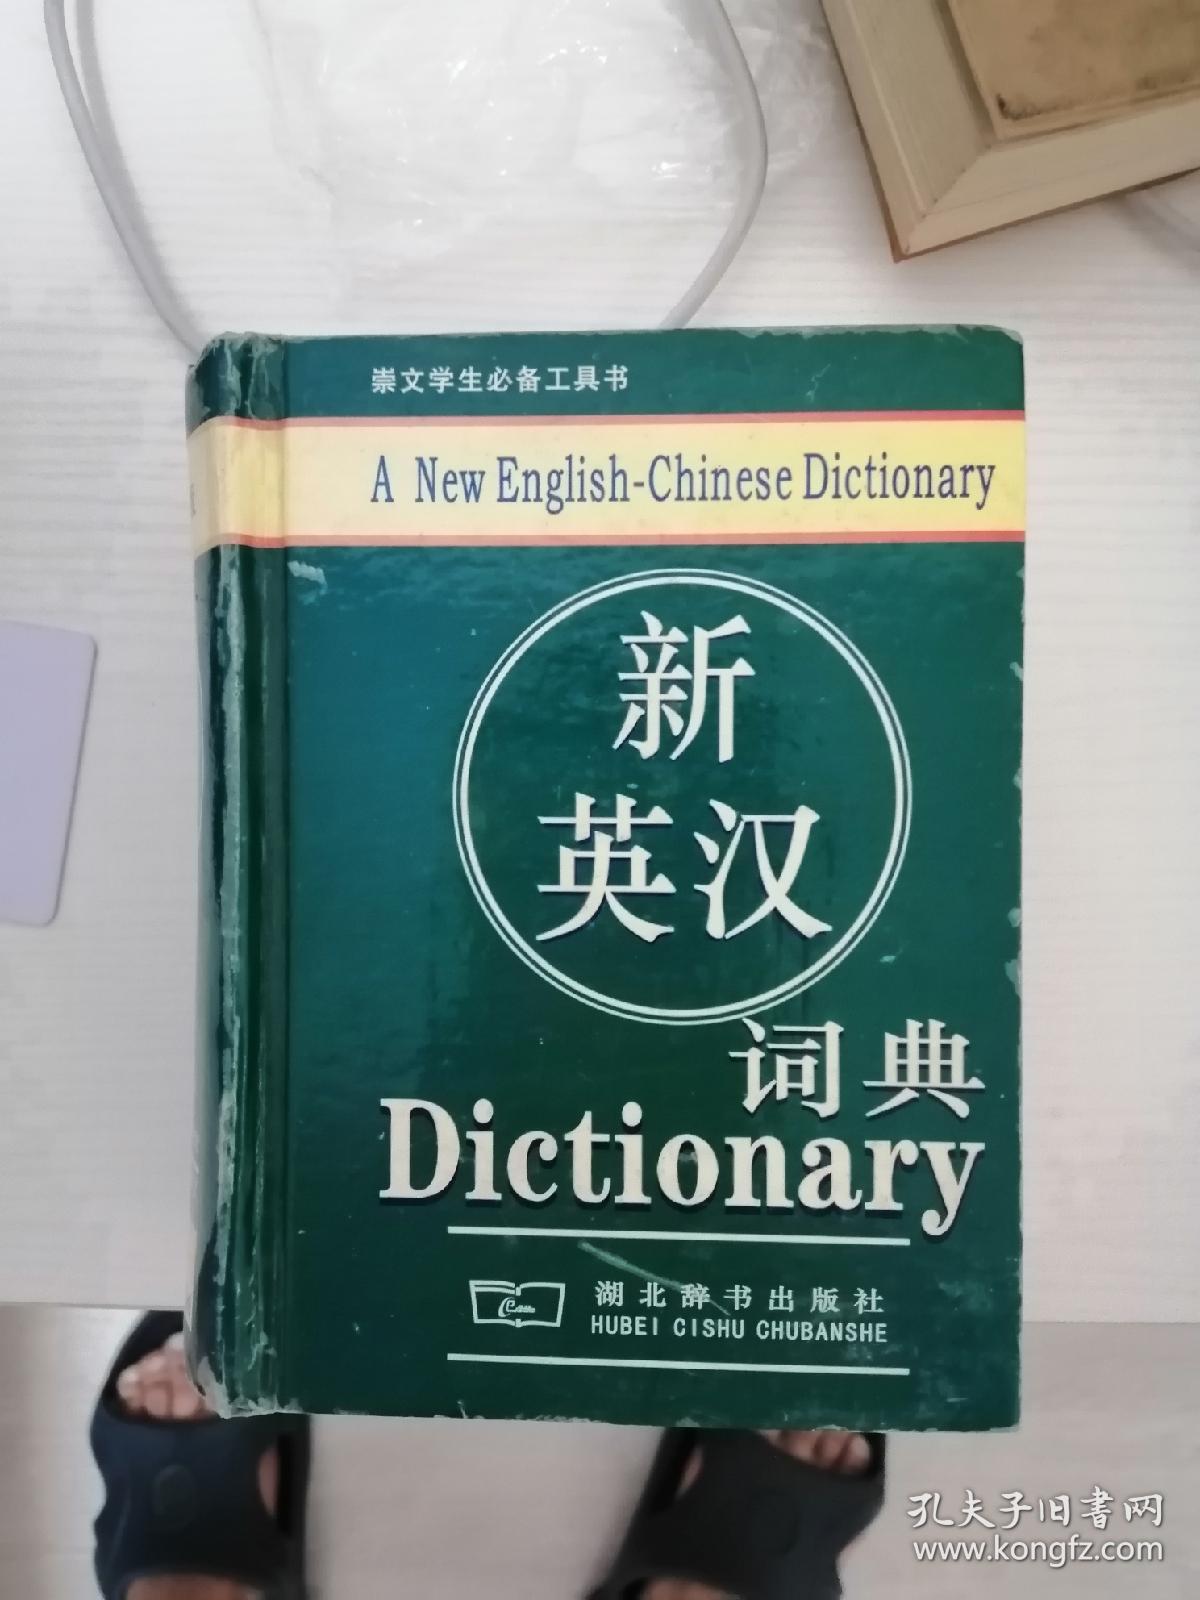 崇文学生必备工具书
A New English-Chinese Dictionary
新
英汉
词典
Dictionary
湖北辞书出版社
HUBEI CISHU CHUBANSHE
孔夫子旧书网
www.kongfz.com